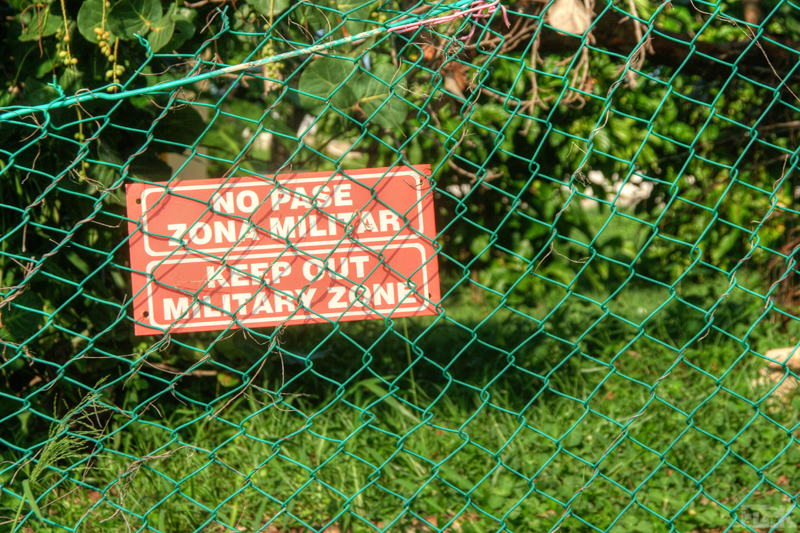 NO PASE
ZONA MILITAR
KEEP OUT
MILITARY ZONE